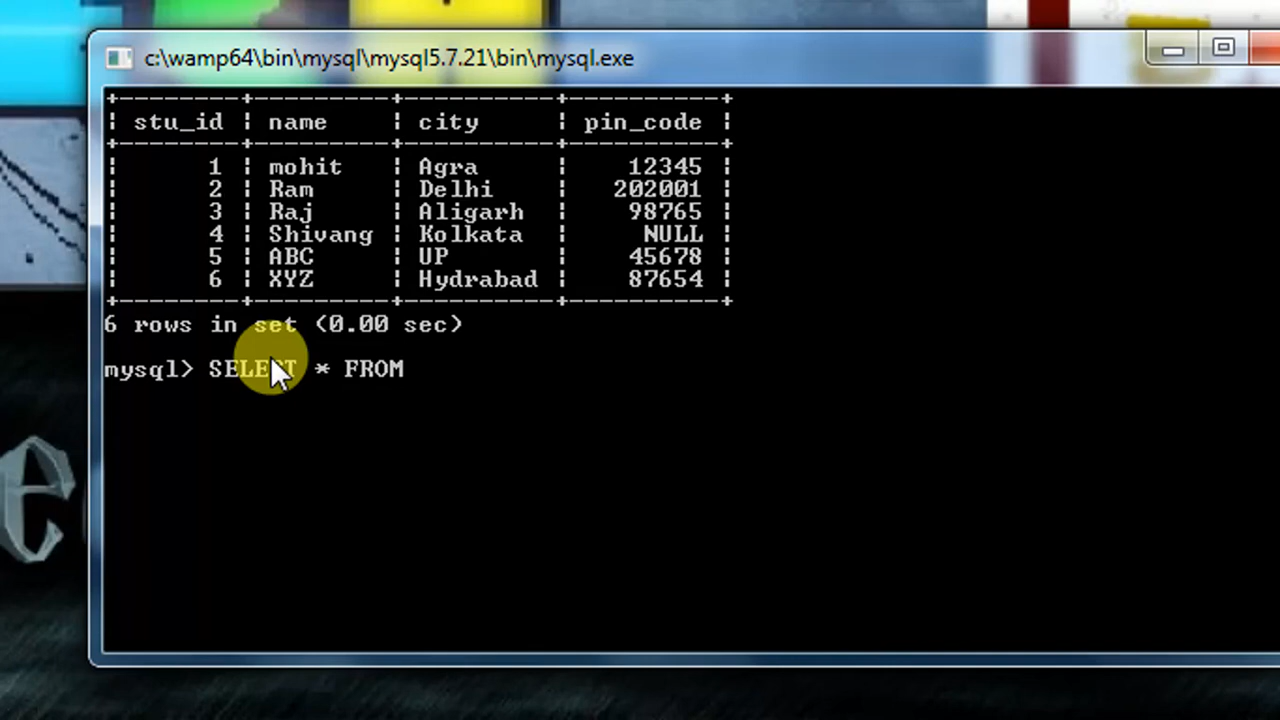 c:\wamp64\bin\mysql\mysql5.7.21\bin\mysql.exe
+---------+---------+----------+----------+
| stu_id | name | city | pin_code |
+---------+---------+----------+----------+
| 1 | mohit | Agra | 12345 |
| 2 | Ram | Delhi | 202001 |
| 3 | Raj | Aligarh | 98765 |
| 4 | Shivang | Kolkata | NULL |
| 5 | ABC | UP | 45678 |
| 6 | XYZ | Hydrabad | 87654 |
+---------+---------+----------+----------+
6 rows in set (0.00 sec)
mysql> SELECT * FROM
e